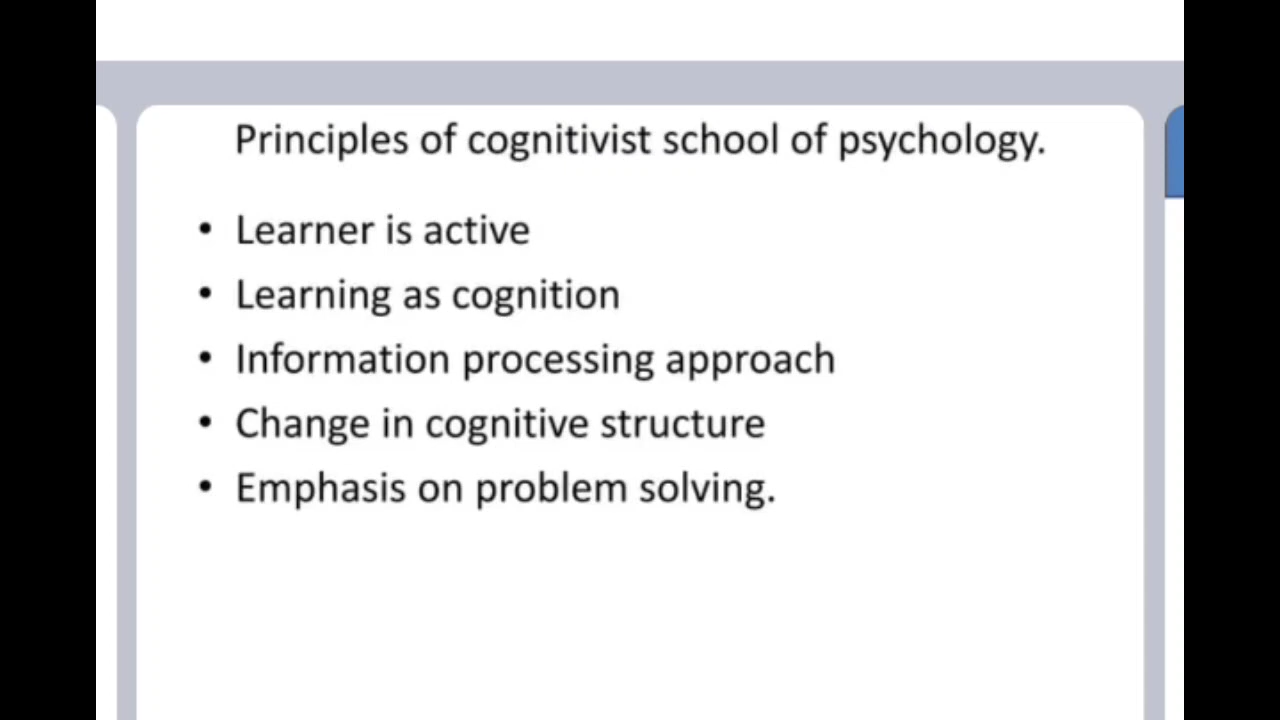 Principles of cognitivist school of psychology.
• Learner is active
• Learning as cognition
• Information processing approach
• Change in cognitive structure
• Emphasis on problem solving.